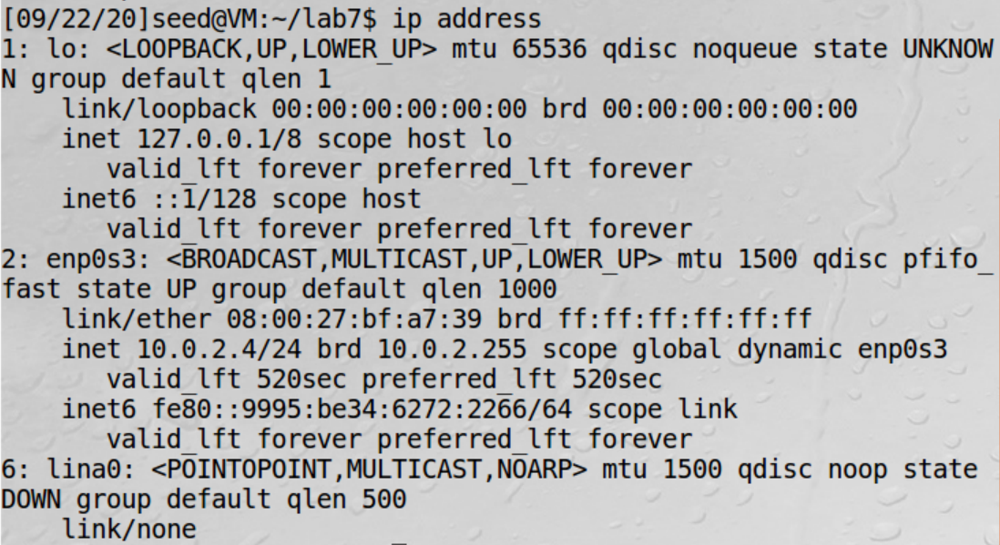 [09/22/20]seed@VM:~/lab7$ ip address
1: lo: <LOOPBACK,UP,LOWER_UP> mtu 65536 qdisc noqueue state UNKNOW
N group default qlen 1
    link/loopback 00:00:00:00:00:00 brd 00:00:00:00:00:00
    inet 127.0.0.1/8 scope host lo
       valid_lft forever preferred_lft forever
    inet6 ::1/128 scope host
       valid_lft forever preferred_lft forever
2: enp0s3: <BROADCAST,MULTICAST,UP,LOWER_UP> mtu 1500 qdisc pfifo_
fast state UP group default qlen 1000
    link/ether 08:00:27:bf:a7:39 brd ff:ff:ff:ff:ff:ff
    inet 10.0.2.4/24 brd 10.0.2.255 scope global dynamic enp0s3
       valid_lft 520sec preferred_lft 520sec
    inet6 fe80::9995:be34:6272:2266/64 scope link
       valid_lft forever preferred_lft forever
6: lina0: <POINTOPOINT,MULTICAST,NOARP> mtu 1500 qdisc noop state
DOWN group default qlen 500
    link/none